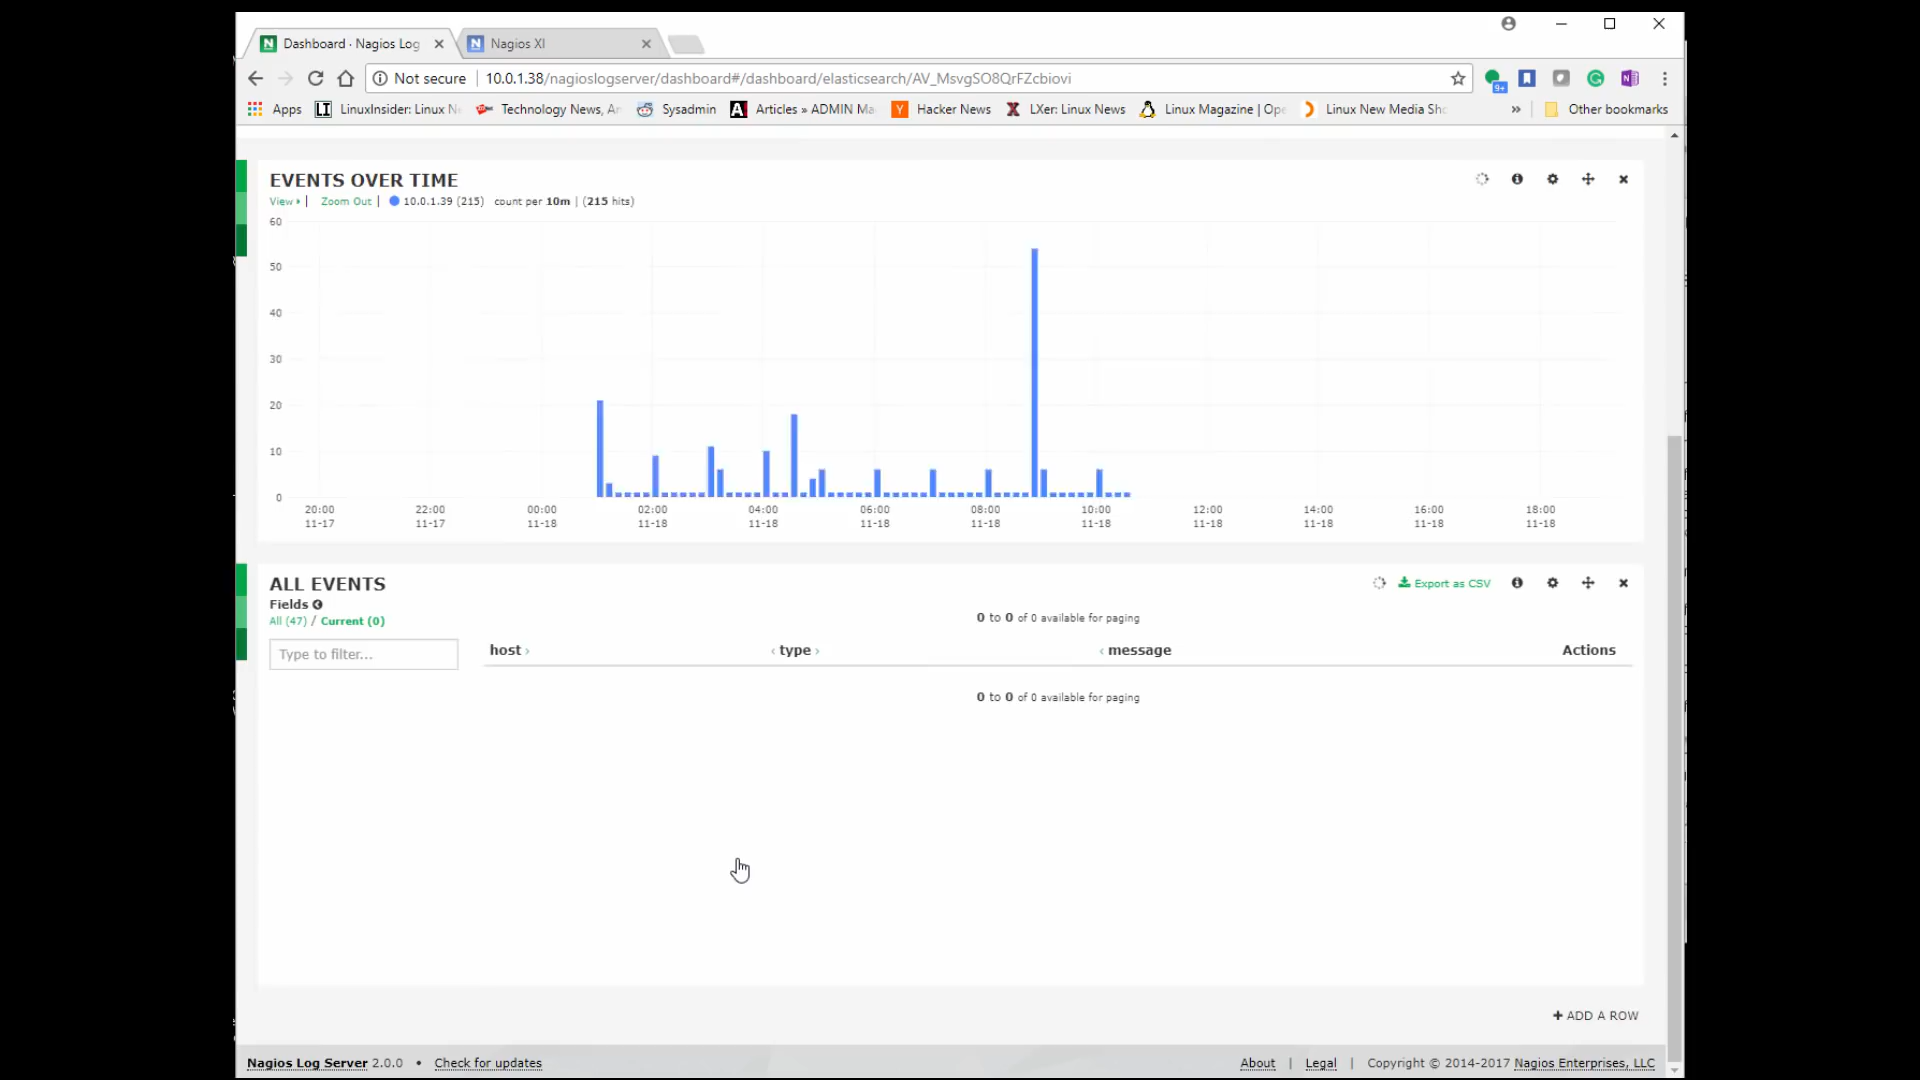 Dashboard · Nagios Log
Nagios XI
Not secure
10.0.1.38/nagioslogserver/dashboard#/dashboard/elasticsearch/AV_MsvgSO8QrFZcbiovi
9+
Apps
LinuxInsider: Linux N
Technology News, A
Sysadmin
Articles » ADMIN Ma
Hacker News
LXer: Linux News
Linux Magazine | Ope
Linux New Media Sh
»
Other bookmarks
EVENTS OVER TIME
View | Zoom Out | 10.0.1.39 (215) count per 10m | (215 hits)
60
50
40
30
20
10
0
20:00 22:00 00:00 02:00 04:00 06:00 08:00 10:00 12:00 14:00 16:00 18:00
11-17 11-17 11-18 11-18 11-18 11-18 11-18 11-18 11-18 11-18 11-18 11-18
ALL EVENTS
Export as CSV
Fields
All (47) / Current (0)
0 to 0 of 0 available for paging
Type to filter...
host type message Actions
0 to 0 of 0 available for paging
+ ADD A ROW
Nagios Log Server 2.0.0 • Check for updates
About | Legal | Copyright © 2014-2017 Nagios Enterprises, LLC